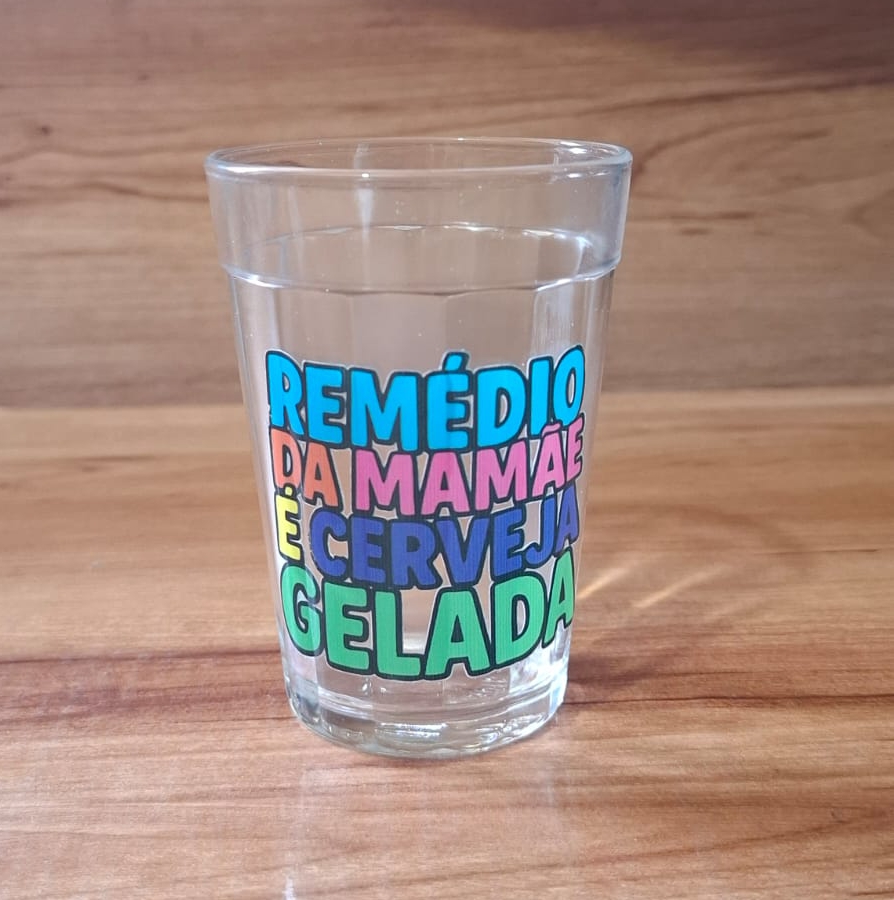 REMÉDIO
DA MAMÃE
É CERVEJA
GELADA